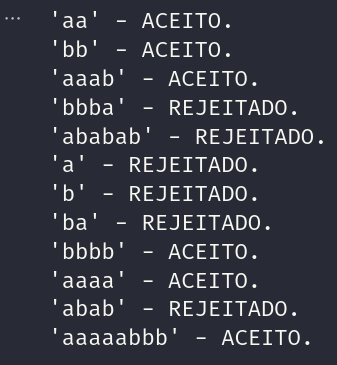 ...
'aa' - ACEITO.
'bb' - ACEITO.
'aaab' - ACEITO.
'bbba' - REJEITADO.
'ababab' - REJEITADO.
'a' - REJEITADO.
'b' - REJEITADO.
'ba' - REJEITADO.
'bbbb' - ACEITO.
'aaaa' - ACEITO.
'abab' - REJEITADO.
'aaaaabbb' - ACEITO.